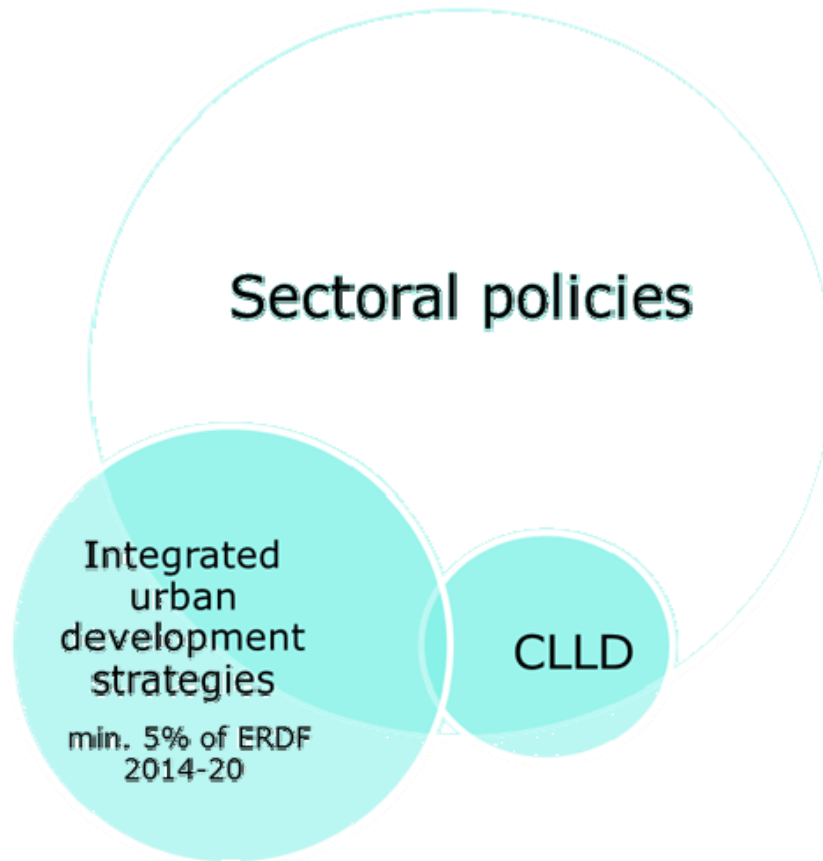 Sectoral policies
Integrated
urban
development
strategies
min. 5% of ERDF
2014-20
CLLD